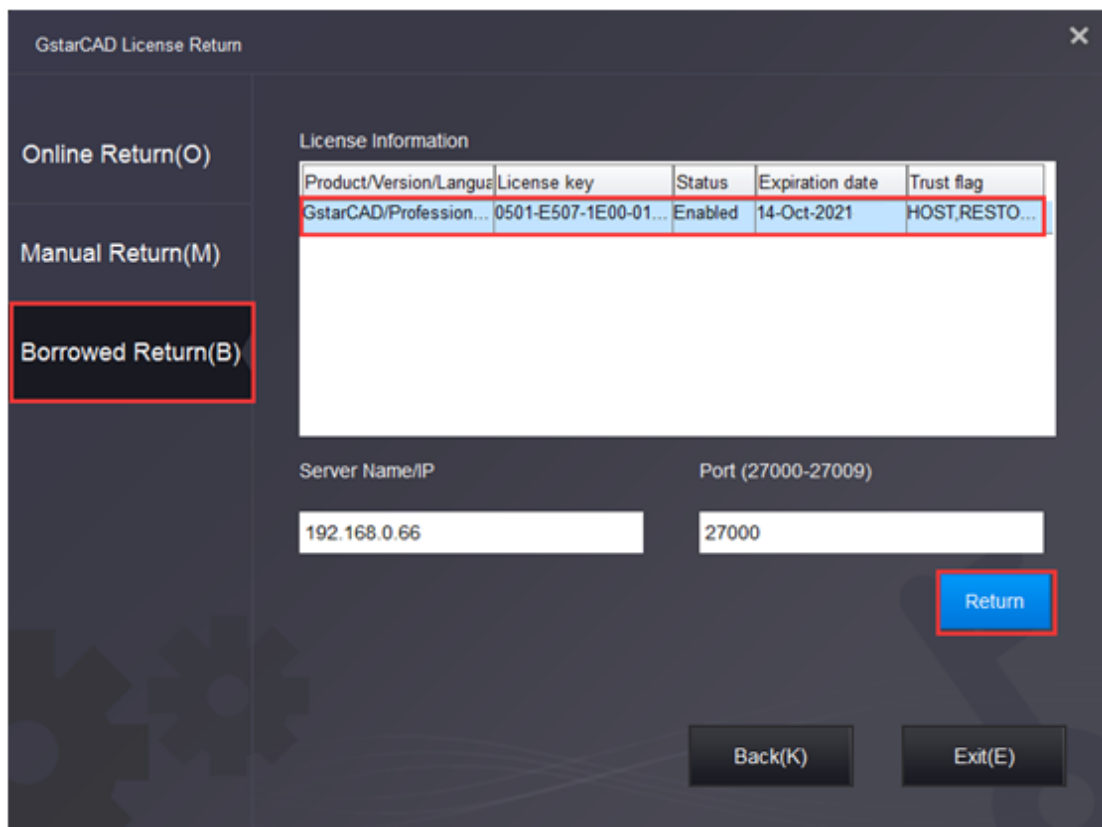 GstarCAD License Return
Online Return(O)
Manual Return(M)
Borrowed Return(B)
License Information
Product/Version/Langua License key Status Expiration date Trust flag
GstarCAD/Profession... 0501-E507-1E00-01... Enabled 14-Oct-2021 HOST,RESTO...
Server Name/IP Port (27000-27009)
192.168.0.66 27000
Return
Back(K) Exit(E)